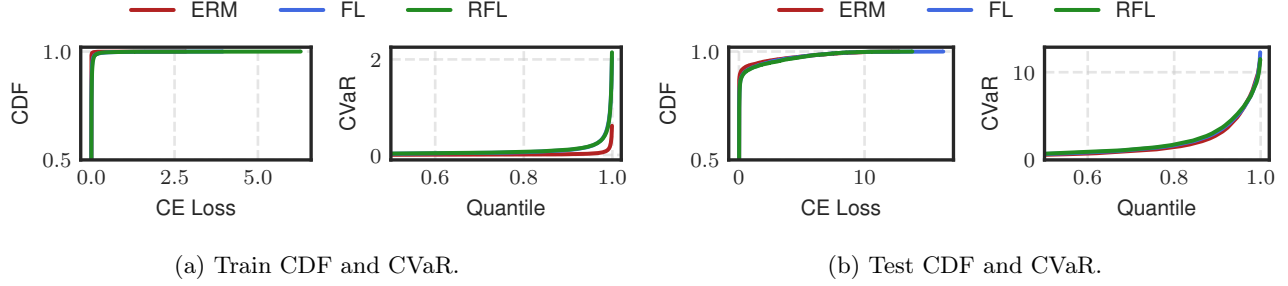 ERM FL RFL
ERM FL RFL
1.0
0.5
CDF
0.0 2.5 5.0
CE Loss
2
0
CVaR
0.6 0.8 1.0
Quantile
1.0
0.5
CDF
0 10
CE Loss
10
0
CVaR
0.6 0.8 1.0
Quantile
(a) Train CDF and CVaR.
(b) Test CDF and CVaR.